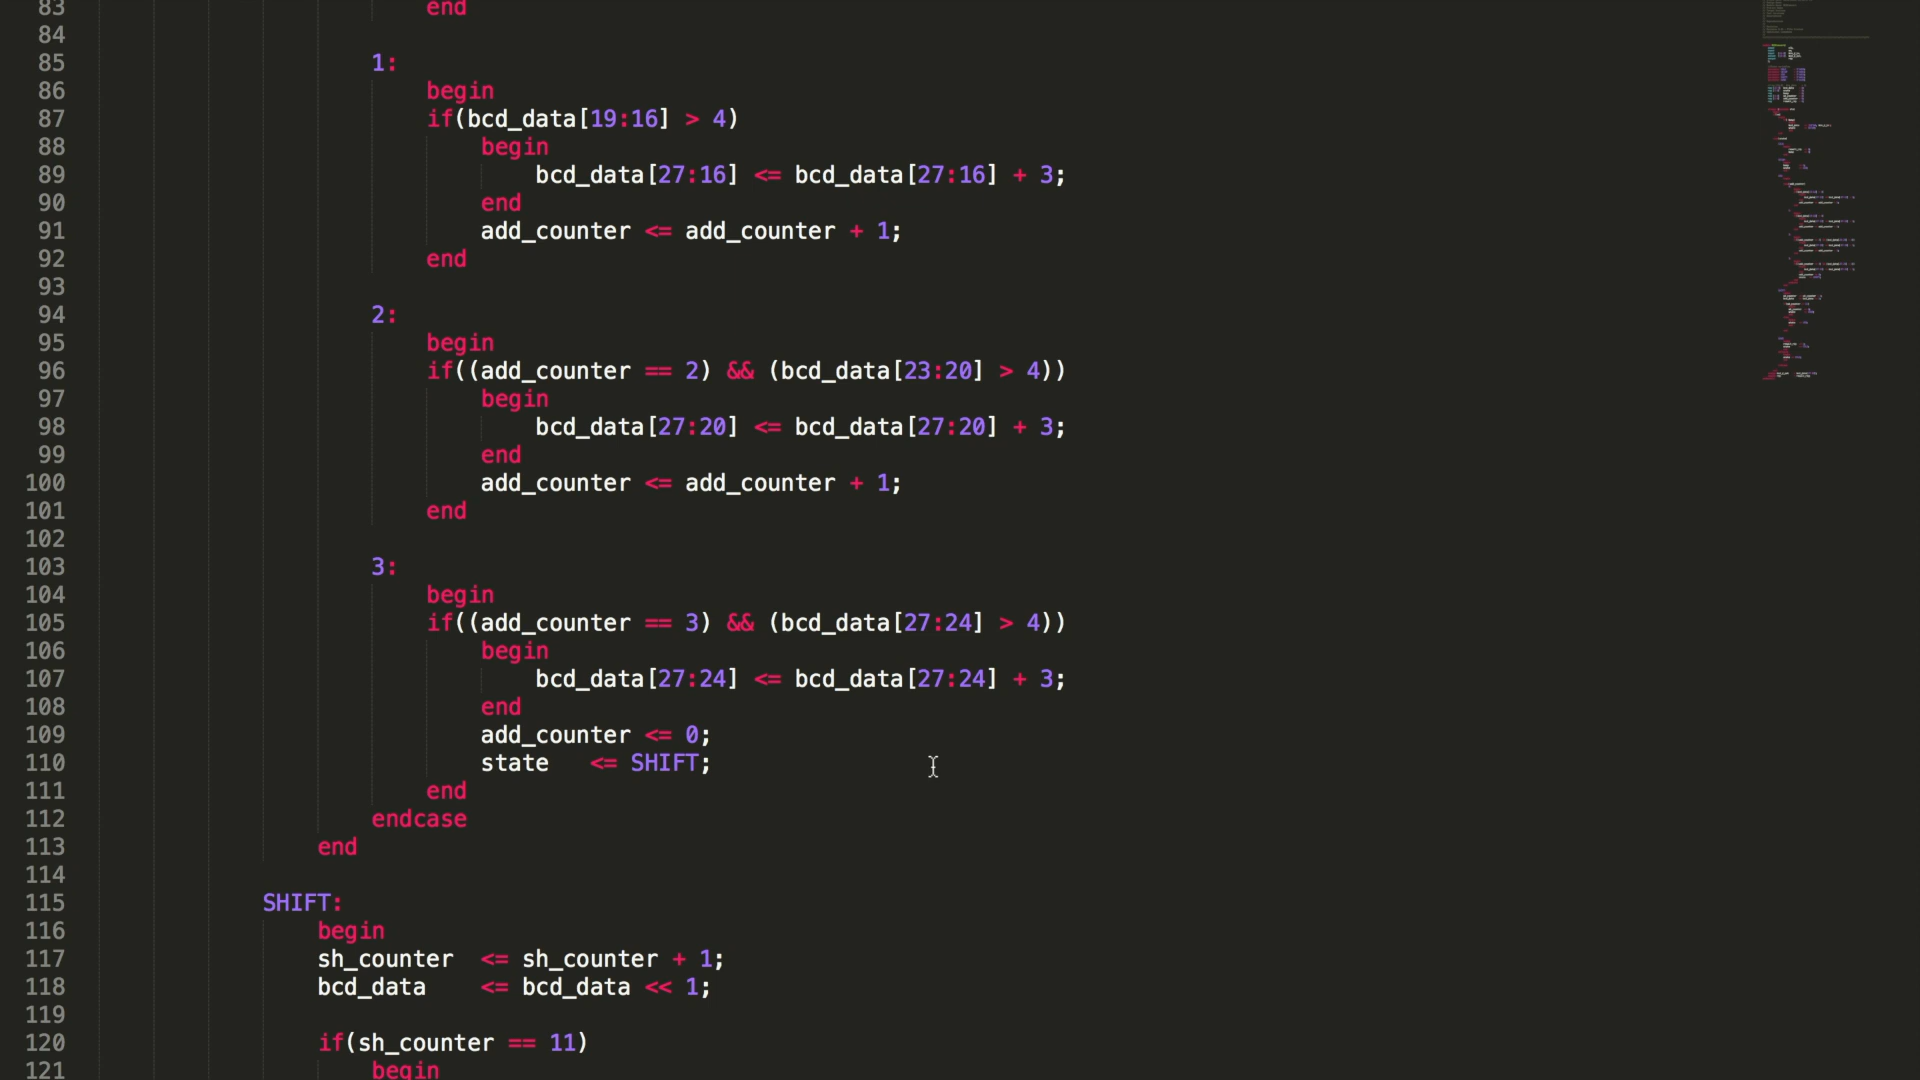 83 end
84
85 1:
86 begin
87 if(bcd_data[19:16] > 4)
88 begin
89 bcd_data[27:16] <= bcd_data[27:16] + 3;
90 end
91 add_counter <= add_counter + 1;
92 end
93
94 2:
95 begin
96 if((add_counter == 2) && (bcd_data[23:20] > 4))
97 begin
98 bcd_data[27:20] <= bcd_data[27:20] + 3;
99 end
100 add_counter <= add_counter + 1;
101 end
102
103 3:
104 begin
105 if((add_counter == 3) && (bcd_data[27:24] > 4))
106 begin
107 bcd_data[27:24] <= bcd_data[27:24] + 3;
108 end
109 add_counter <= 0;
110 state <= SHIFT;
111 end
112 endcase
113 end
114
115 SHIFT:
116 begin
117 sh_counter <= sh_counter + 1;
118 bcd_data <= bcd_data << 1;
119
120 if(sh_counter == 11)
121 begin